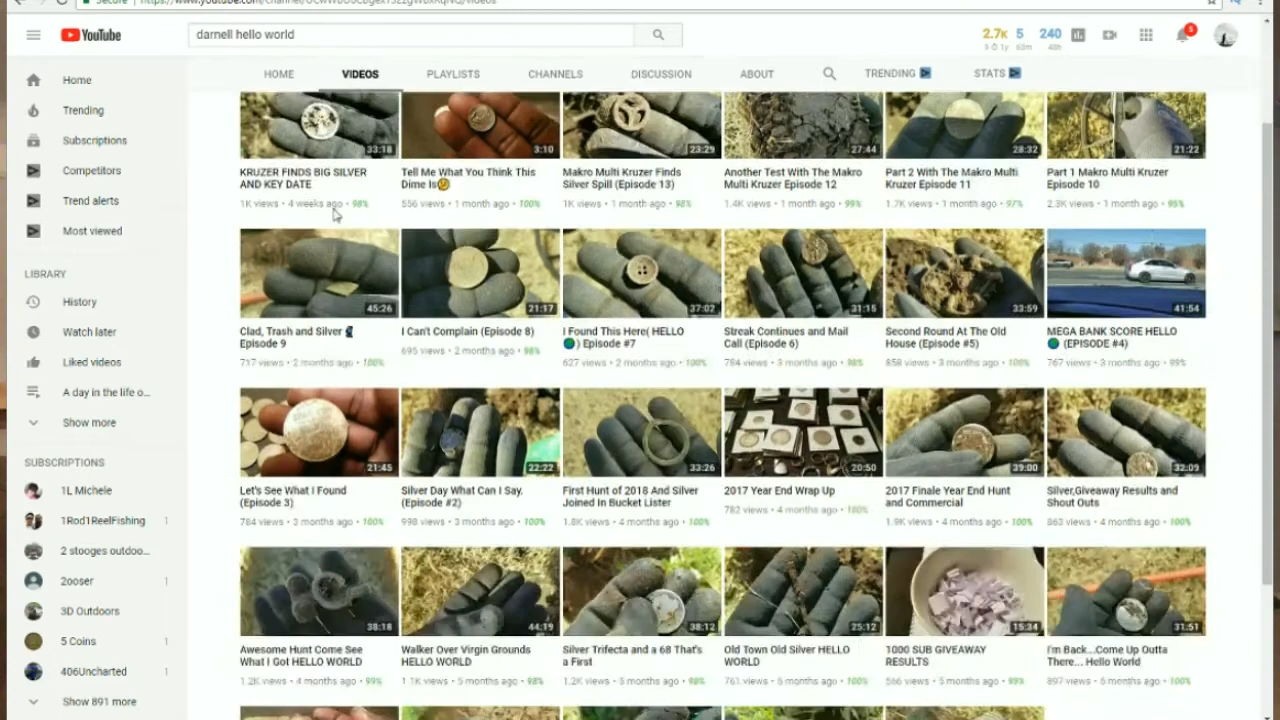 Secure
YouTube
darnell hello world
2.7k 5 240
48h
5
HOME VIDEOS PLAYLISTS CHANNELS DISCUSSION ABOUT TRENDING STATS
Home
Trending
Subscriptions
Competitors
Trend alerts
Most viewed
LIBRARY
History
Watch later
Liked videos
A day in the life o...
Show more
SUBSCRIPTIONS
1L Michele
1Rod1ReelFishing 1
2 stooges outdoo...
2ooser 1
3D Outdoors
5 Coins 1
406Uncharted 1
Show 891 more
33:18
KRUZER FINDS BIG SILVER
AND KEY DATE
1K views • 4 weeks ago • 98%
3:10
Tell Me What You Think This
Dime Is🤔
556 views • 1 month ago • 100%
23:29
Makro Multi Kruzer Finds
Silver Spill (Episode 13)
1K views • 1 month ago • 98%
27:44
Another Test With The Makro
Multi Kruzer Episode 12
1.4K views • 1 month ago • 99%
28:32
Part 2 With The Makro Multi
Kruzer Episode 11
1.7K views • 1 month ago • 97%
21:22
Part 1 Makro Multi Kruzer
Episode 10
2.3K views • 1 month ago • 95%
45:26
Clad, Trash and Silver
Episode 9
717 views • 2 months ago • 100%
21:17
I Can't Complain (Episode 8)
695 views • 2 months ago • 98%
37:02
I Found This Here( HELLO
🌎) Episode #7
627 views • 2 months ago • 100%
31:15
Streak Continues and Mail
Call (Episode 6)
784 views • 3 months ago • 98%
33:59
Second Round At The Old
House (Episode #5)
858 views • 3 months ago • 100%
41:54
MEGA BANK SCORE HELLO
🌎 (EPISODE #4)
767 views • 3 months ago • 99%
21:45
Let's See What I Found
(Episode 3)
784 views • 3 months ago • 100%
22:22
Silver Day What Can I Say.
(Episode #2)
998 views • 3 months ago • 100%
33:26
First Hunt of 2018 And Silver
Joined In Bucket Lister
1.8K views • 4 months ago • 100%
20:50
2017 Year End Wrap Up
782 views • 4 months ago • 100%
39:00
2017 Finale Year End Hunt
and Commercial
1.9K views • 4 months ago • 100%
32:09
Silver,Giveaway Results and
Shout Outs
863 views • 4 months ago • 100%
38:18
Awesome Hunt Come See
What I Got HELLO WORLD
1.2K views • 4 months ago • 99%
44:19
Walker Over Virgin Grounds
HELLO WORLD
1.1K views • 5 months ago • 98%
38:12
Silver Trifecta and a 68 That's
a First
1.2K views • 5 months ago • 98%
25:12
Old Town Old Silver HELLO
WORLD
761 views • 5 months ago • 100%
15:34
1000 SUB GIVEAWAY
RESULTS
566 views • 5 months ago • 99%
31:51
I'm Back...Come Up Outta
There... Hello World
897 views • 6 months ago • 100%